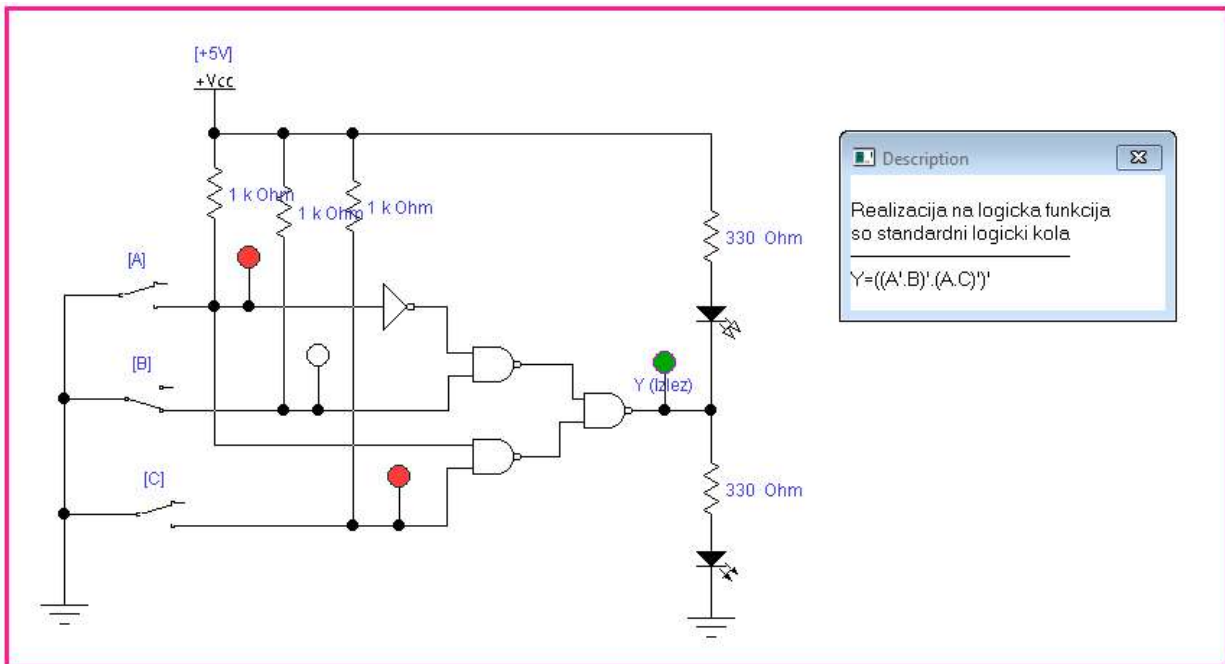 [+5V]
+Vcc
1 k Ohm
1 k Ohm
1 k Ohm
330 Ohm
[A]
[B]
Y (Izlez)
[C]
330 Ohm
Description
Realizacija na logicka funkcija
so standardni logicki kola
Y=((A'.B)'.(A.C)')'